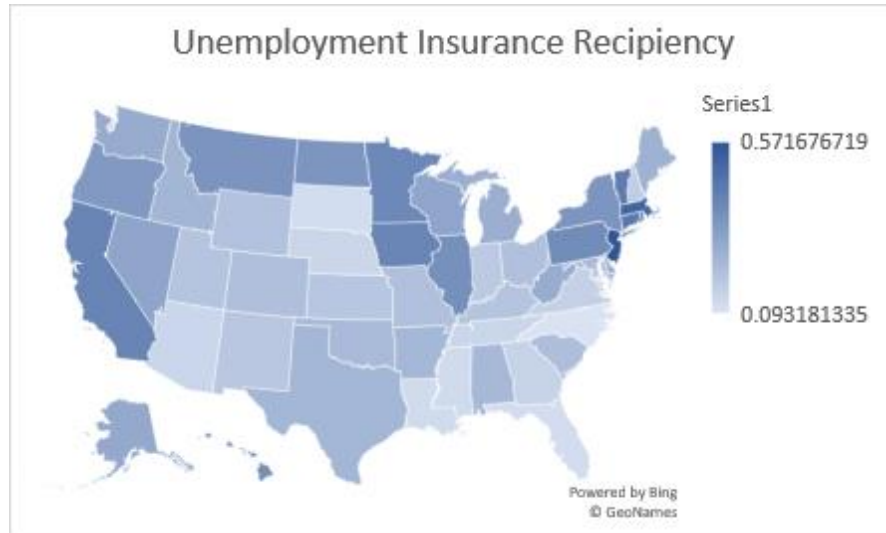 Unemployment Insurance Recipiency
Series1
0.571676719
0.093181335
Powered by Bing
© GeoNames